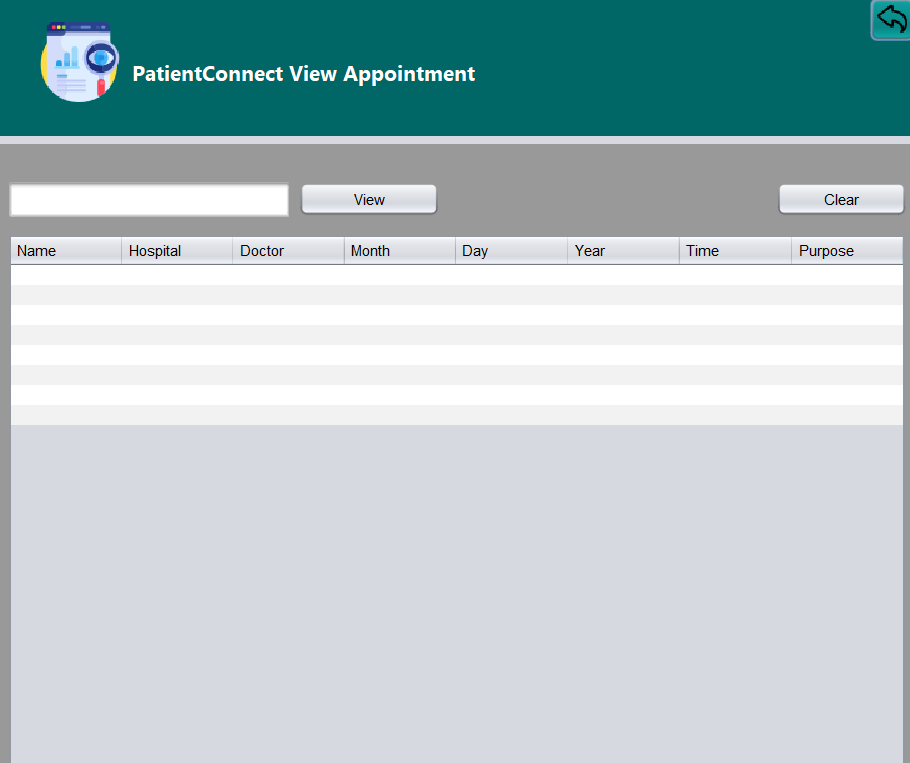 PatientConnect View Appointment
View
Clear
Name Hospital Doctor Month Day Year Time Purpose